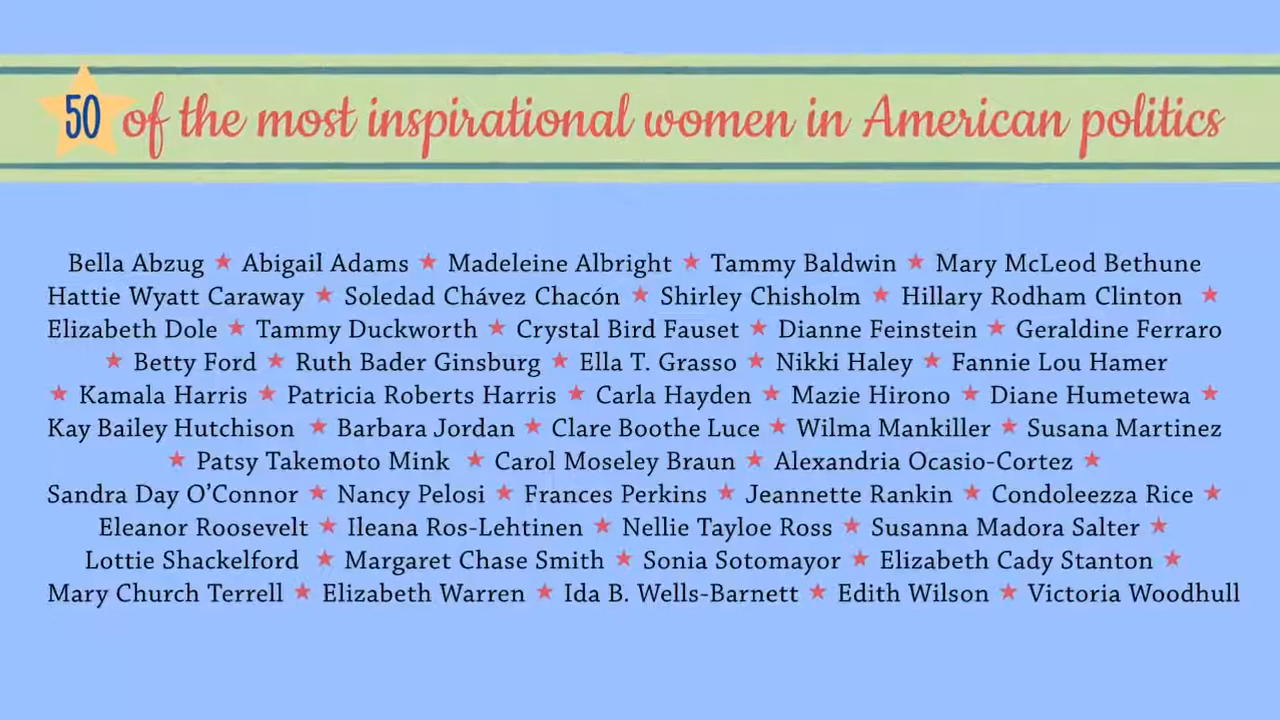 50 of the most inspirational women in American politics
Bella Abzug ★ Abigail Adams ★ Madeleine Albright ★ Tammy Baldwin ★ Mary McLeod Bethune
Hattie Wyatt Caraway ★ Soledad Chávez Chacón ★ Shirley Chisholm ★ Hillary Rodham Clinton ★
Elizabeth Dole ★ Tammy Duckworth ★ Crystal Bird Fauset ★ Dianne Feinstein ★ Geraldine Ferraro
★ Betty Ford ★ Ruth Bader Ginsburg ★ Ella T. Grasso ★ Nikki Haley ★ Fannie Lou Hamer
★ Kamala Harris ★ Patricia Roberts Harris ★ Carla Hayden ★ Mazie Hirono ★ Diane Humetewa ★
Kay Bailey Hutchison ★ Barbara Jordan ★ Clare Boothe Luce ★ Wilma Mankiller ★ Susana Martinez
★ Patsy Takemoto Mink ★ Carol Moseley Braun ★ Alexandria Ocasio-Cortez ★
Sandra Day O’Connor ★ Nancy Pelosi ★ Frances Perkins ★ Jeannette Rankin ★ Condoleezza Rice ★
Eleanor Roosevelt ★ Ileana Ros-Lehtinen ★ Nellie Tayloe Ross ★ Susanna Madora Salter ★
Lottie Shackelford ★ Margaret Chase Smith ★ Sonia Sotomayor ★ Elizabeth Cady Stanton ★
Mary Church Terrell ★ Elizabeth Warren ★ Ida B. Wells-Barnett ★ Edith Wilson ★ Victoria Woodhull